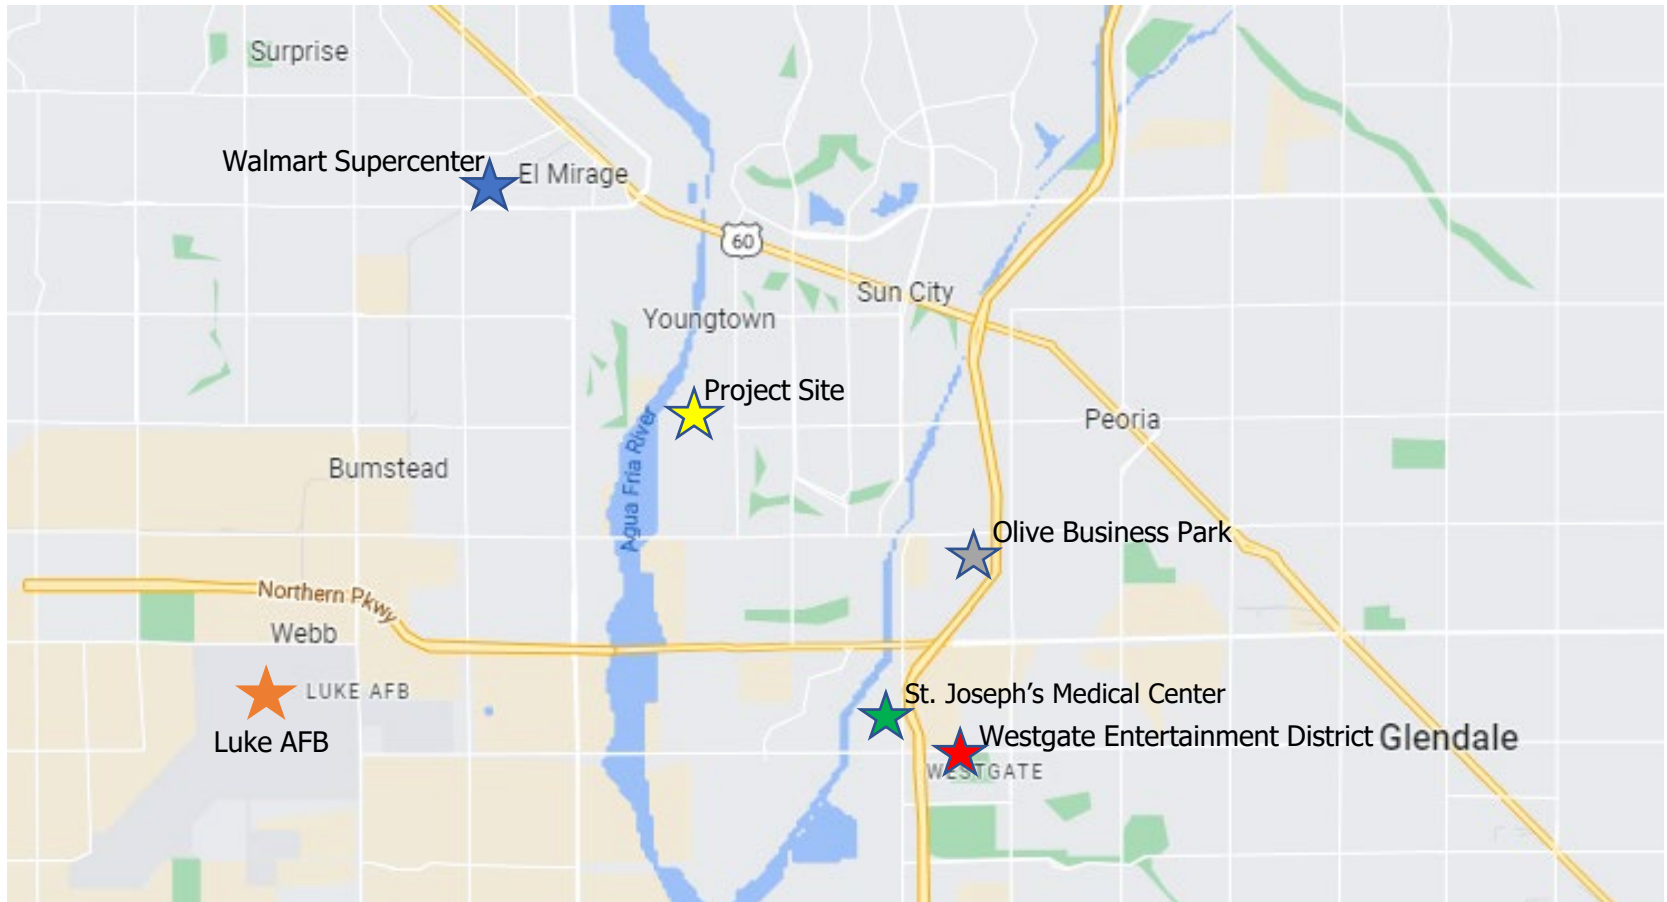 Surprise
Walmart Supercenter
El Mirage
60
Sun City
Youngtown
Project Site
Peoria
Bumstead
Agua Fria River
Olive Business Park
Northern Pkwy
Webb
LUKE AFB
St. Joseph’s Medical Center
Luke AFB
Westgate Entertainment District
Glendale
WESTGATE